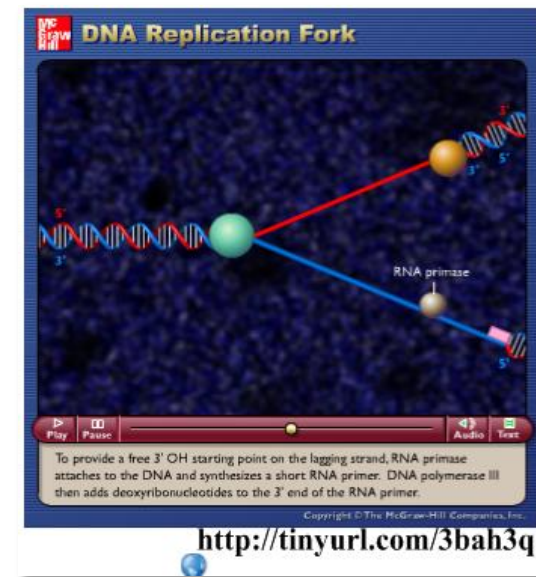 Mc
Graw
Hill
DNA Replication Fork
3'
5'
3'
5'
3'
RNA primase
5'
Play
Pause
Audio
Text
To provide a free 3' OH starting point on the lagging strand, RNA primase
attaches to the DNA and synthesizes a short RNA primer. DNA polymerase III
then adds deoxyribonucleotides to the 3' end of the RNA primer.
Copyright © The McGraw-Hill Companies, Inc.
http://tinyurl.com/3bah3q